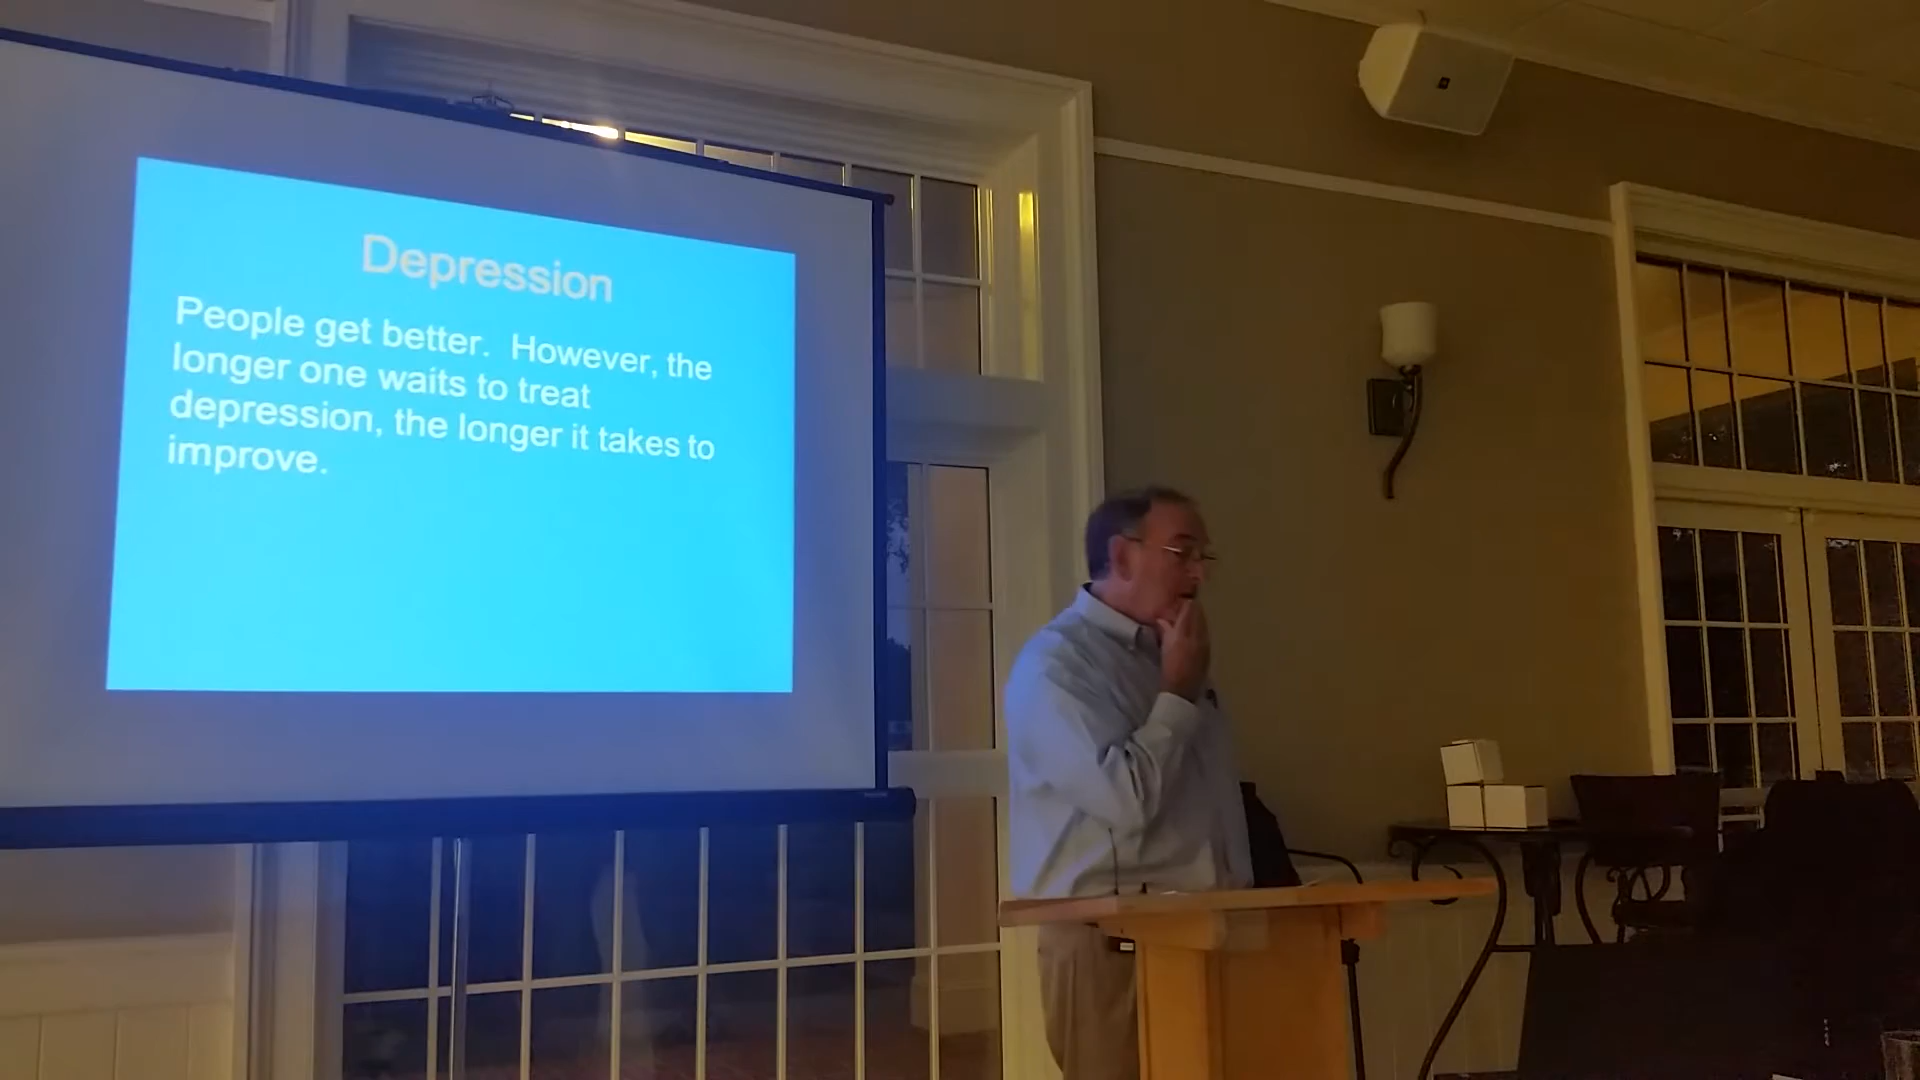 Depression
People get better.  However, the
longer one waits to treat
depression, the longer it takes to
improve.